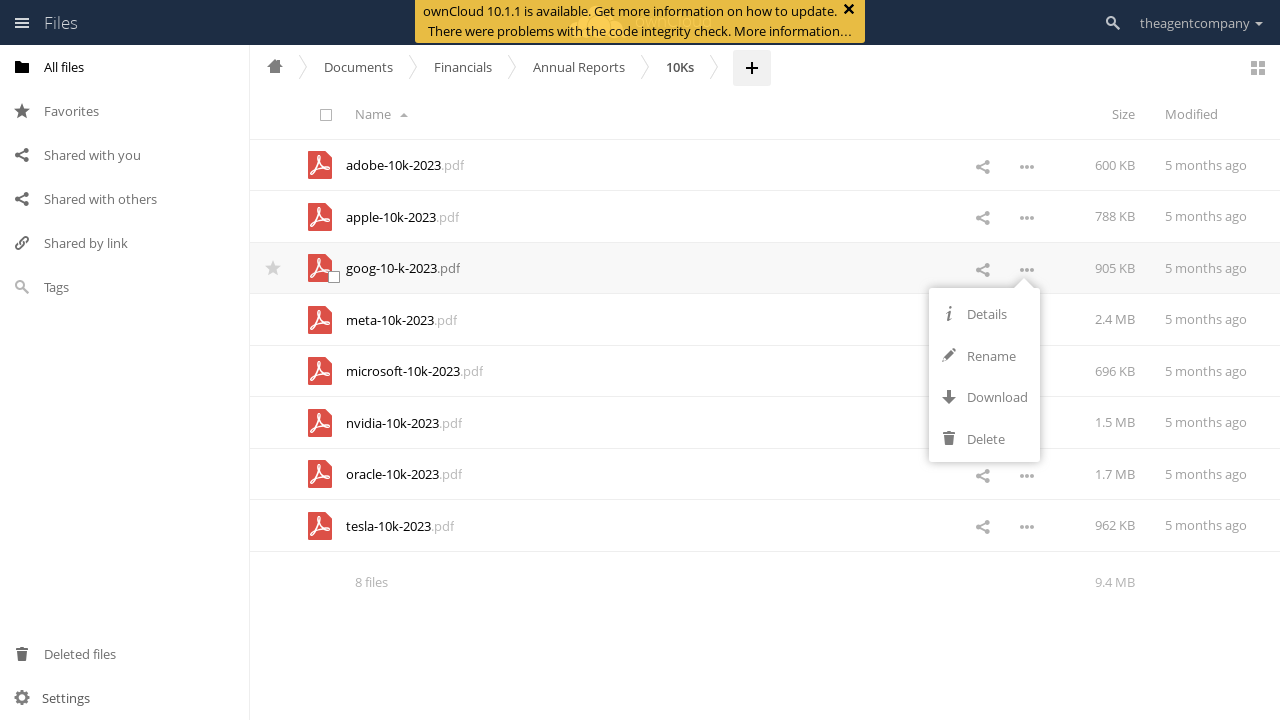 Files
ownCloud 10.1.1 is available. Get more information on how to update.
There were problems with the code integrity check. More information…
theagentcompany
All files
Favorites
Shared with you
Shared with others
Shared by link
Tags
Deleted files
Settings
Documents
Financials
Annual Reports
10Ks
Name
Size
Modified
adobe-10k-2023.pdf 600 KB 5 months ago
apple-10k-2023.pdf 788 KB 5 months ago
goog-10-k-2023.pdf 905 KB 5 months ago
meta-10k-2023.pdf 2.4 MB 5 months ago
microsoft-10k-2023.pdf 696 KB 5 months ago
nvidia-10k-2023.pdf 1.5 MB 5 months ago
oracle-10k-2023.pdf 1.7 MB 5 months ago
tesla-10k-2023.pdf 962 KB 5 months ago
8 files 9.4 MB
Details
Rename
Download
Delete